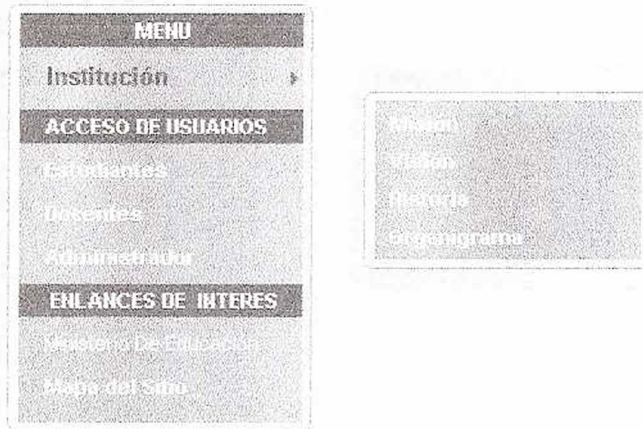 MENU
Institución
ACCESO DE USUARIOS
Estudiantes
Docentes
Administrador
ENLANCES DE INTERES
Ministerio De Educación
Mapa del Sitio
Misión
Visión
Historia
Organigrama